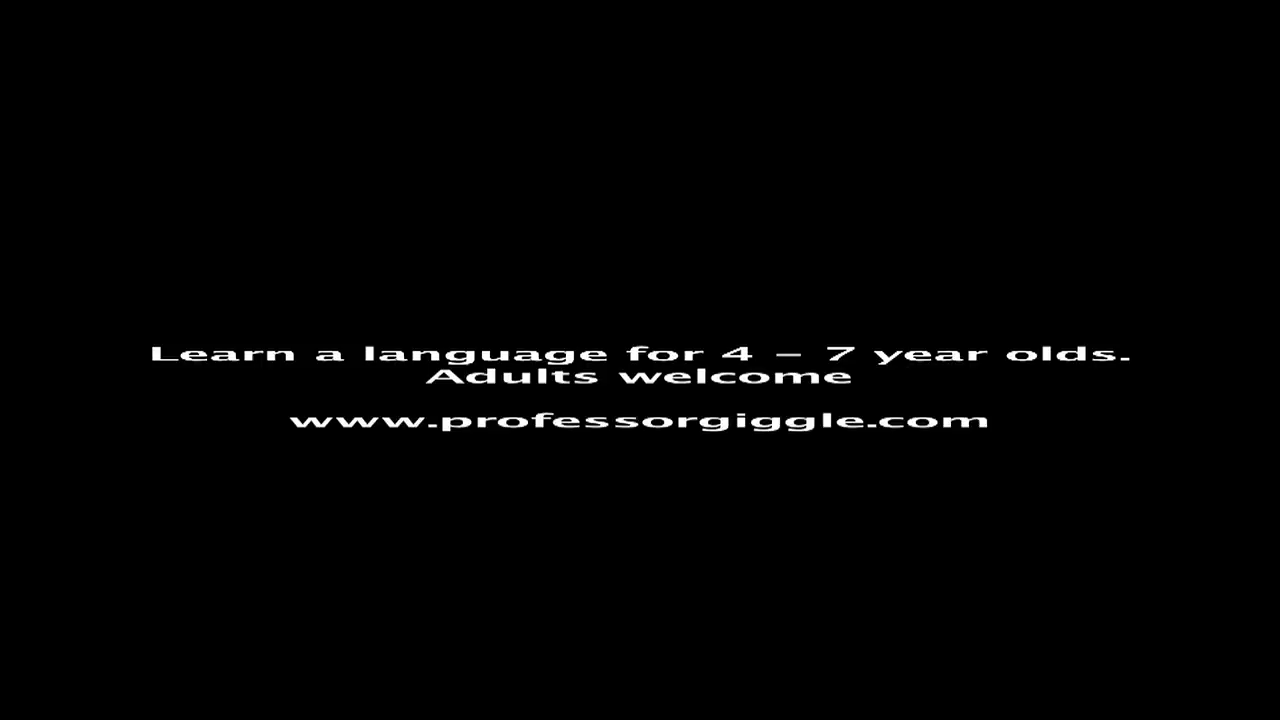 Learn a language for 4 – 7 year olds.
Adults welcome
www.professorgiggle.com